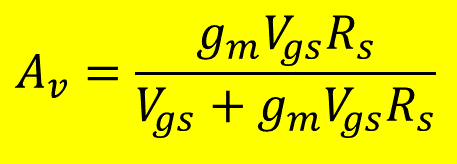 A_v = \frac{g_m V_{gs} R_s}{V_{gs} + g_m V_{gs} R_s}